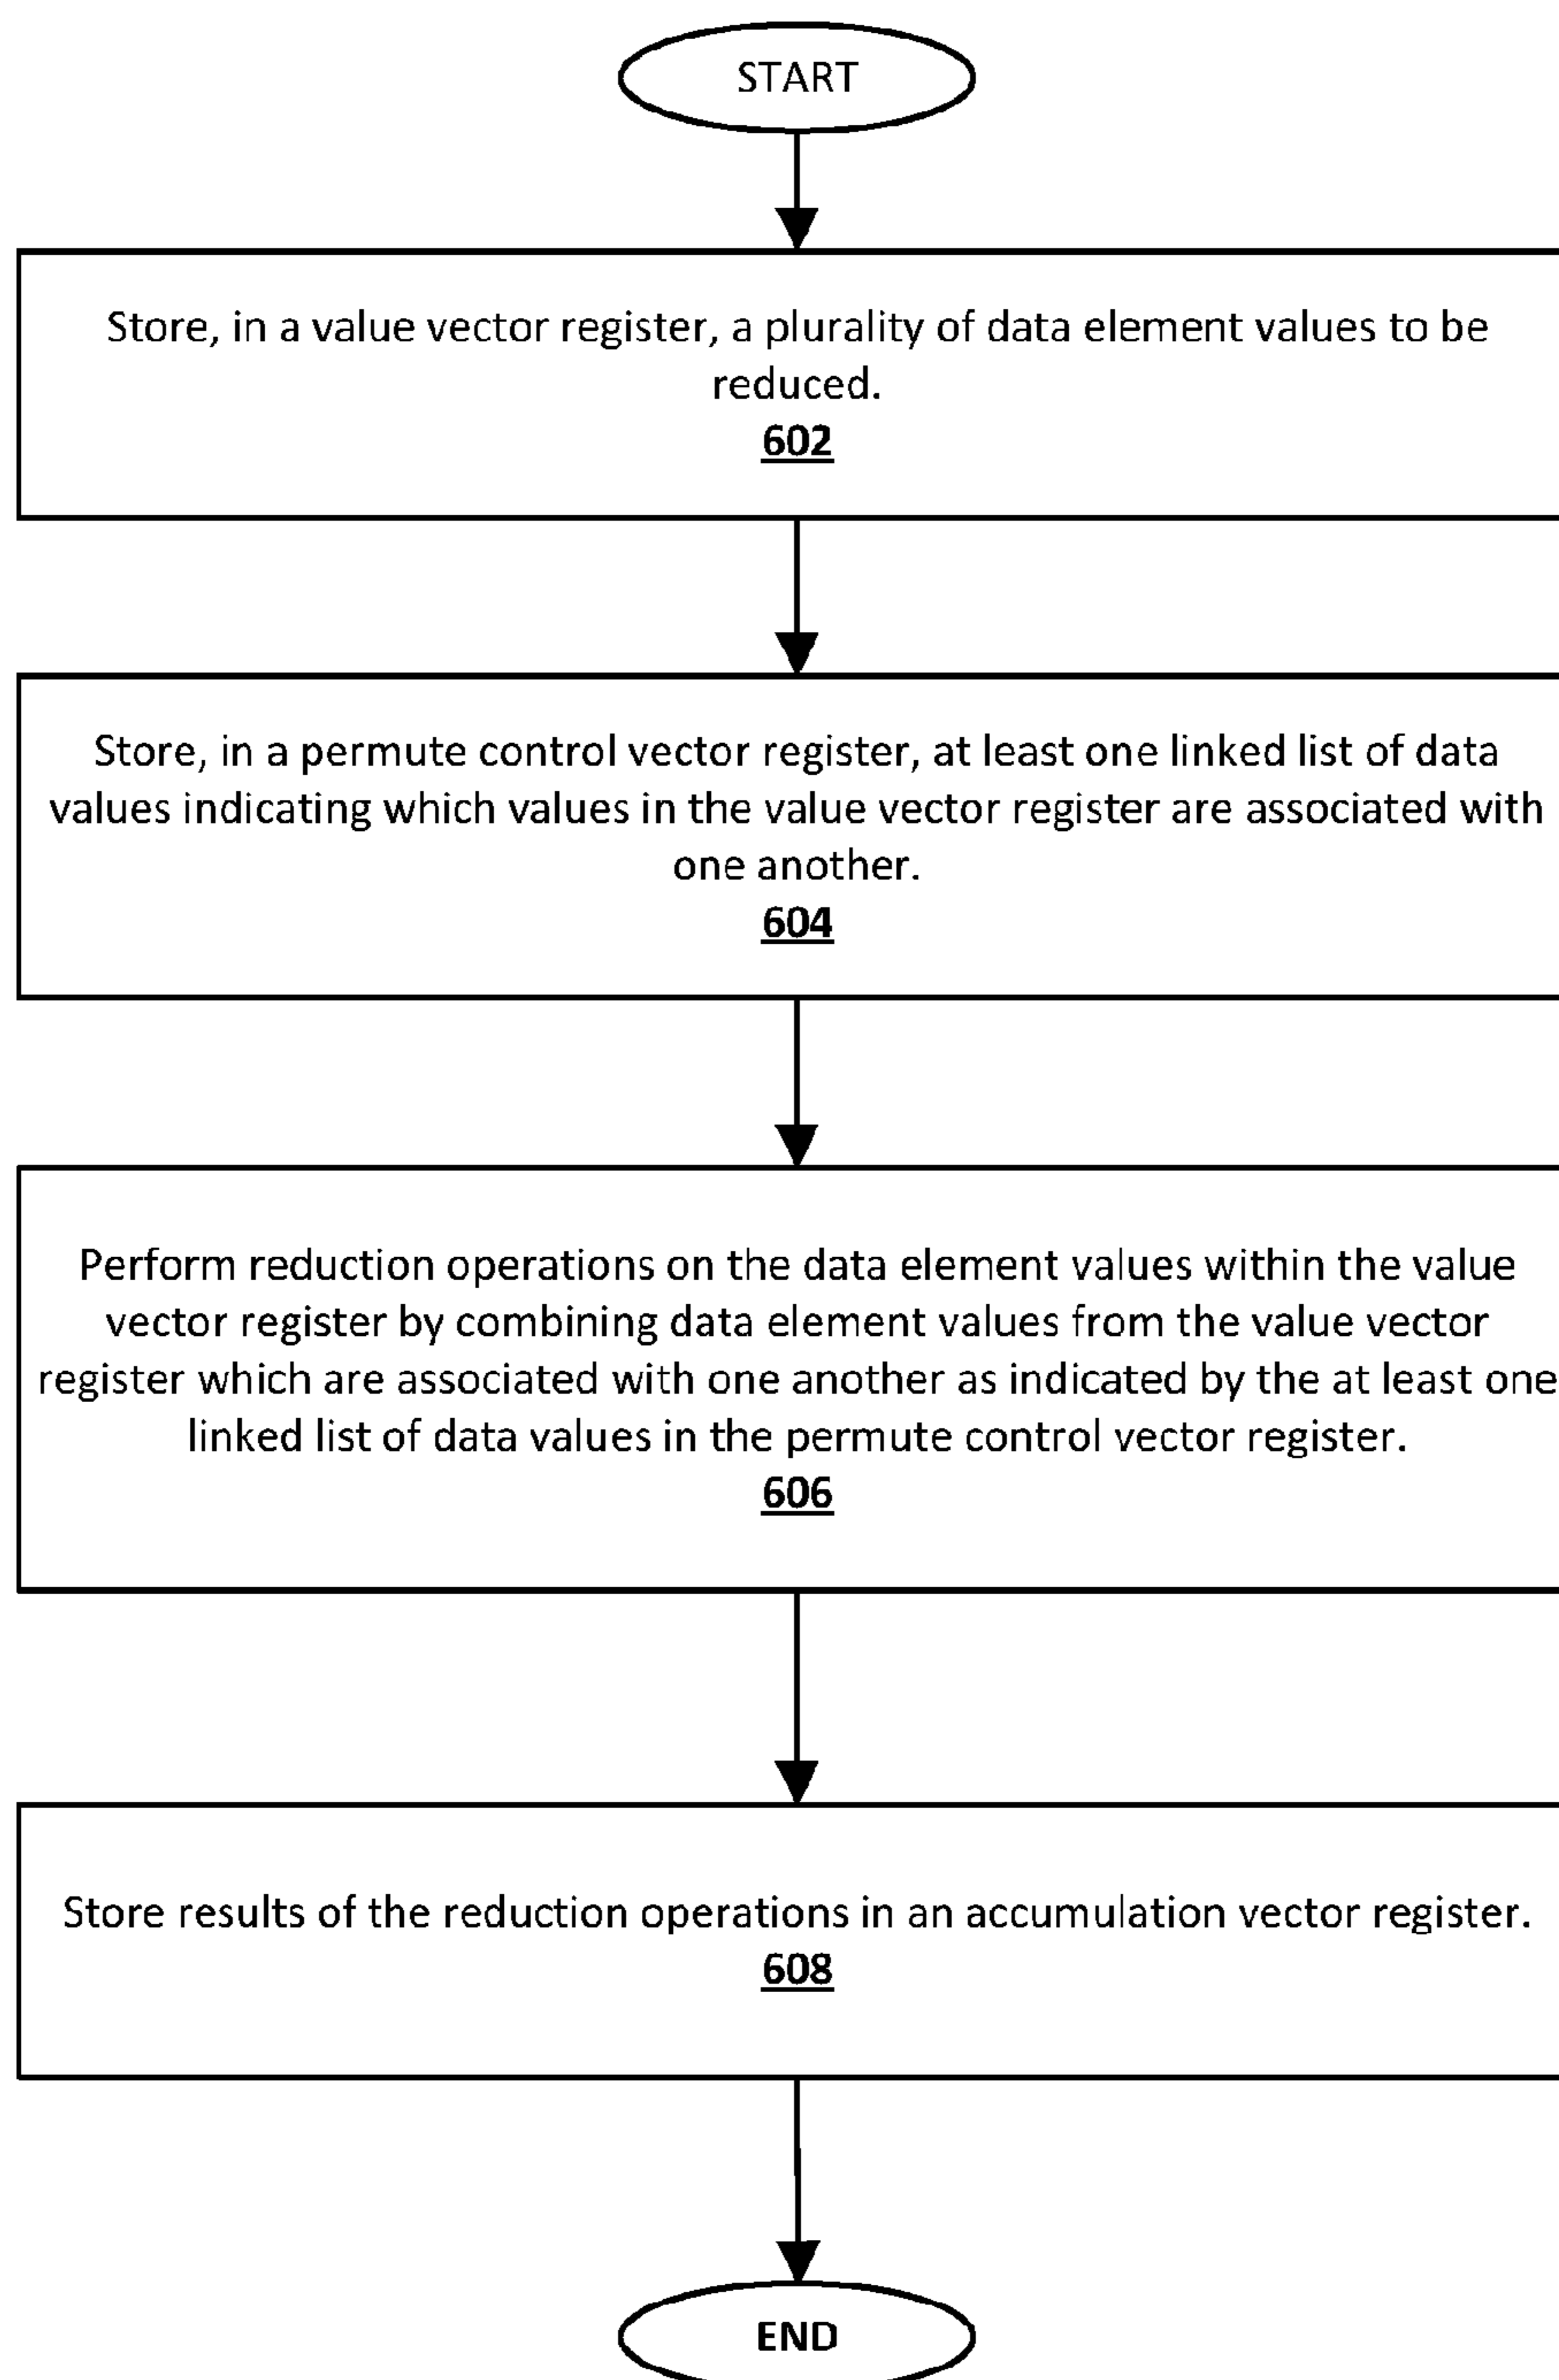 START
Store, in a value vector register, a plurality of data element values to be
reduced.
602
Store, in a permute control vector register, at least one linked list of data
values indicating which values in the value vector register are associated with
one another.
604
Perform reduction operations on the data element values within the value
vector register by combining data element values from the value vector
register which are associated with one another as indicated by the at least one
linked list of data values in the permute control vector register.
606
Store results of the reduction operations in an accumulation vector register.
608
END